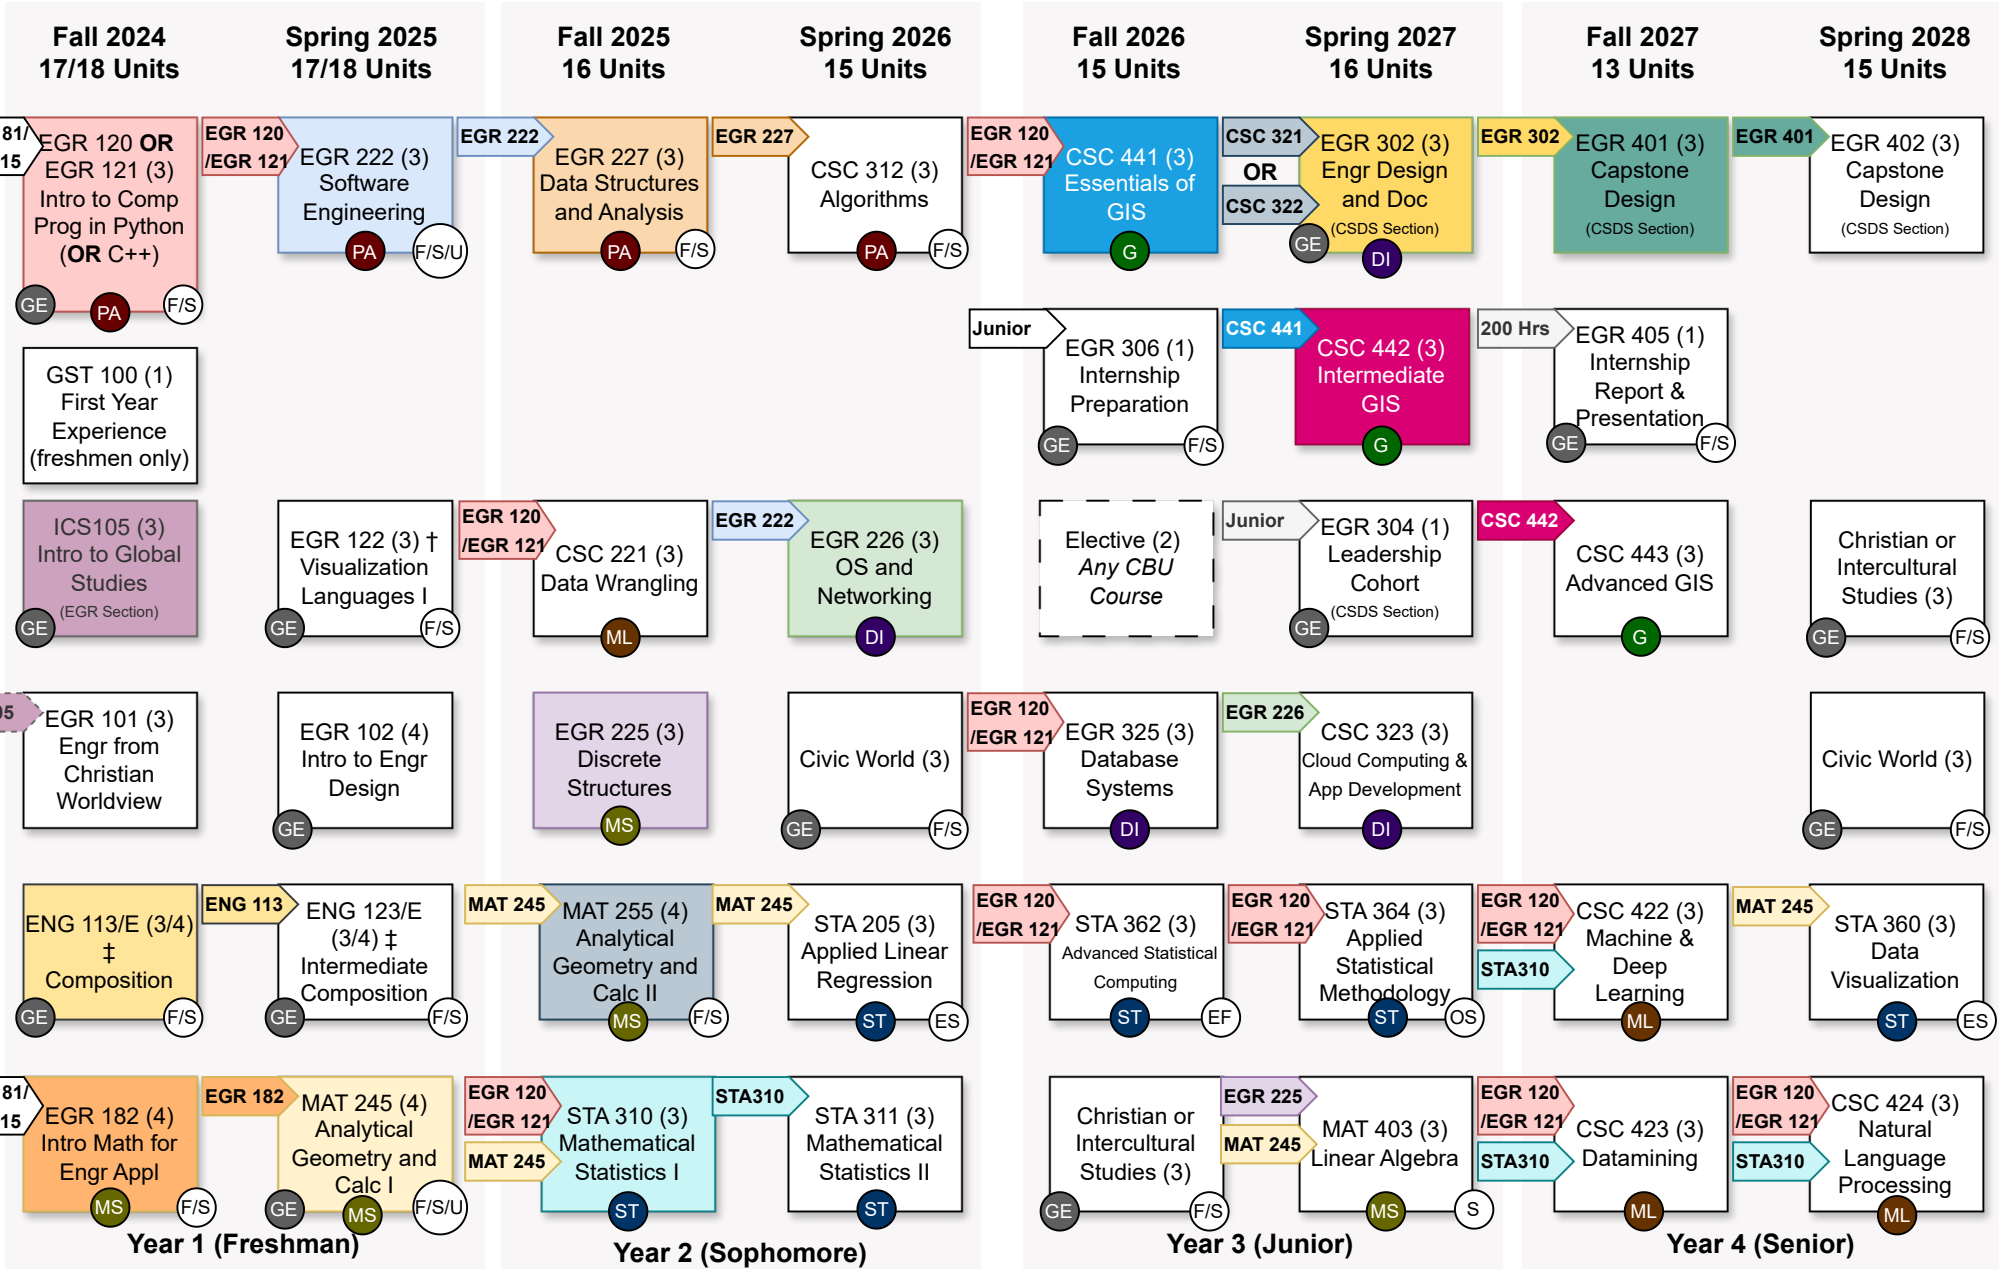 Fall 2024
17/18 Units
Spring 2025
17/18 Units
Fall 2025
16 Units
Spring 2026
15 Units
Fall 2026
15 Units
Spring 2027
16 Units
Fall 2027
13 Units
Spring 2028
15 Units
81/
15
EGR 120 OR
EGR 121 (3)
Intro to Comp
Prog in Python
(OR C++)
GE
PA
F/S
EGR 120
/EGR 121
EGR 222 (3)
Software
Engineering
PA
F/S/U
EGR 222
EGR 227 (3)
Data Structures
and Analysis
PA
F/S
EGR 227
CSC 312 (3)
Algorithms
PA
F/S
EGR 120
/EGR 121
CSC 441 (3)
Essentials of
GIS
G
CSC 321
OR
CSC 322
EGR 302 (3)
Engr Design
and Doc
(CSDS Section)
GE
DI
EGR 302
EGR 401 (3)
Capstone
Design
(CSDS Section)
EGR 401
EGR 402 (3)
Capstone
Design
(CSDS Section)
GST 100 (1)
First Year
Experience
(freshmen only)
Junior
EGR 306 (1)
Internship
Preparation
GE
F/S
CSC 441
CSC 442 (3)
Intermediate
GIS
G
200 Hrs
EGR 405 (1)
Internship
Report &
Presentation
GE
F/S
ICS105 (3)
Intro to Global
Studies
(EGR Section)
GE
EGR 122 (3) †
Visualization
Languages I
GE
F/S
EGR 120
/EGR 121
CSC 221 (3)
Data Wrangling
ML
EGR 222
EGR 226 (3)
OS and
Networking
DI
Elective (2)
Any CBU
Course
Junior
EGR 304 (1)
Leadership
Cohort
(CSDS Section)
GE
CSC 442
CSC 443 (3)
Advanced GIS
G
Christian or
Intercultural
Studies (3)
GE
F/S
05
EGR 101 (3)
Engr from
Christian
Worldview
EGR 102 (4)
Intro to Engr
Design
GE
EGR 225 (3)
Discrete
Structures
MS
Civic World (3)
GE
F/S
EGR 120
/EGR 121
EGR 325 (3)
Database
Systems
DI
EGR 226
CSC 323 (3)
Cloud Computing &
App Development
DI
Civic World (3)
GE
F/S
ENG 113/E (3/4)
‡
Composition
GE
F/S
ENG 113
ENG 123/E
(3/4) ‡
Intermediate
Composition
GE
F/S
MAT 245
MAT 255 (4)
Analytical
Geometry and
Calc II
MS
F/S
MAT 245
STA 205 (3)
Applied Linear
Regression
ST
ES
EGR 120
/EGR 121
STA 362 (3)
Advanced Statistical
Computing
ST
EF
EGR 120
/EGR 121
STA 364 (3)
Applied
Statistical
Methodology
ST
OS
EGR 120
/EGR 121
STA310
CSC 422 (3)
Machine &
Deep
Learning
ML
MAT 245
STA 360 (3)
Data
Visualization
ST
ES
81/
15
EGR 182 (4)
Intro Math for
Engr Appl
MS
F/S
EGR 182
MAT 245 (4)
Analytical
Geometry and
Calc I
GE
MS
F/S/U
EGR 120
/EGR 121
MAT 245
STA 310 (3)
Mathematical
Statistics I
ST
STA310
STA 311 (3)
Mathematical
Statistics II
ST
Christian or
Intercultural
Studies (3)
GE
F/S
EGR 225
MAT 245
MAT 403 (3)
Linear Algebra
MS
S
EGR 120
/EGR 121
STA310
CSC 423 (3)
Datamining
ML
EGR 120
/EGR 121
STA310
CSC 424 (3)
Natural
Language
Processing
ML
Year 1 (Freshman)
Year 2 (Sophomore)
Year 3 (Junior)
Year 4 (Senior)